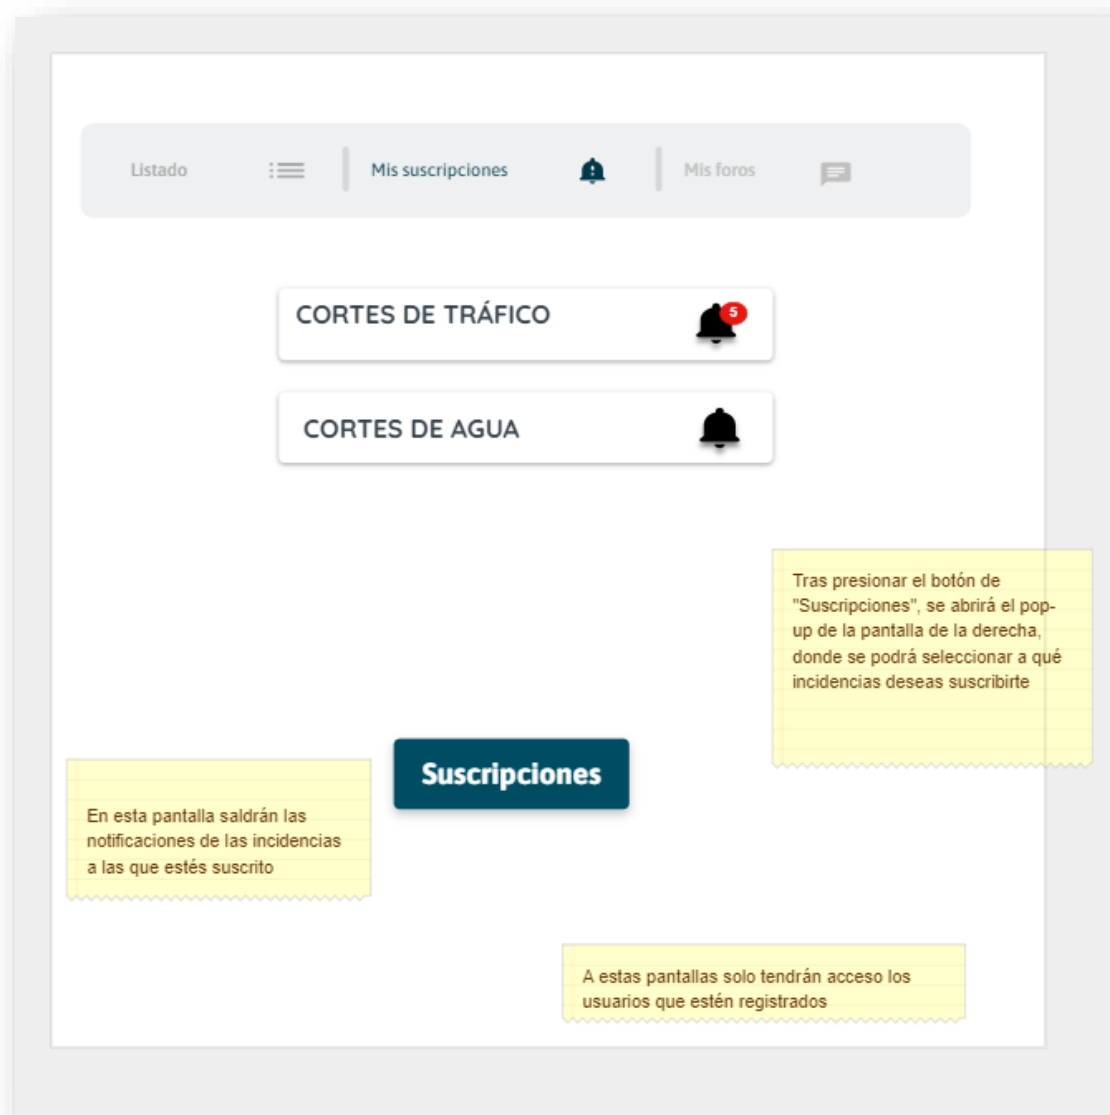 Listado
Mis suscripciones
Mis foros
CORTES DE TRÁFICO
5
CORTES DE AGUA
Tras presionar el botón de
"Suscripciones", se abrirá el pop-
up de la pantalla de la derecha,
donde se podrá seleccionar a qué
incidencias deseas suscribirte
Suscripciones
En esta pantalla saldrán las
notificaciones de las incidencias
a las que estés suscrito
A estas pantallas solo tendrán acceso los
usuarios que estén registrados